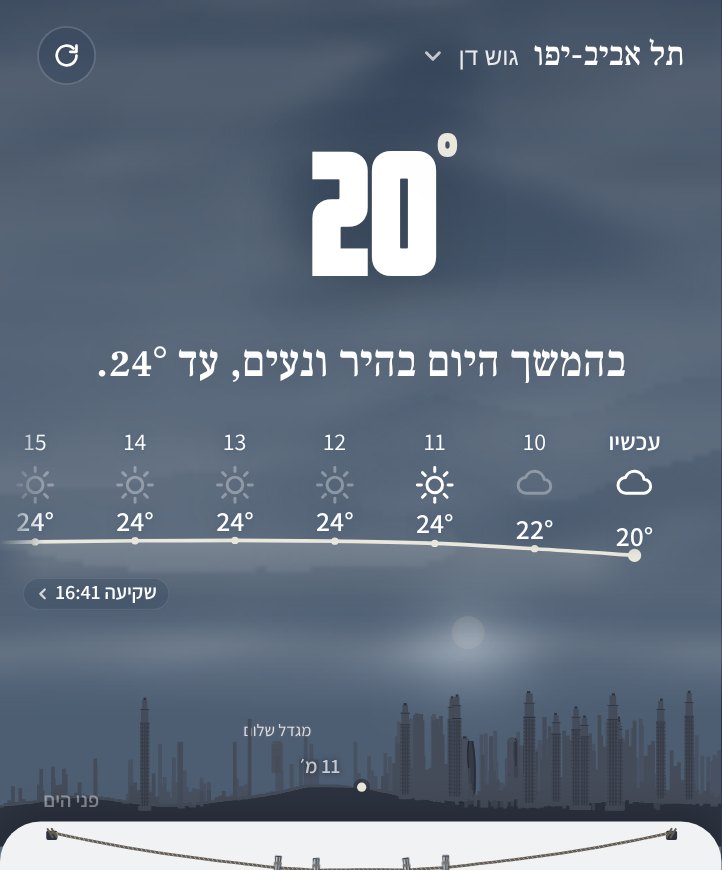 תל אביב-יפו גוש דן
20°
בהמשך היום בהיר ונעים, עד 24°.
עכשיו 10 11 12 13 14 15
20° 22° 24° 24° 24° 24° 24°
שקיעה 16:41
מגדל שלום
11 מ׳
פני הים